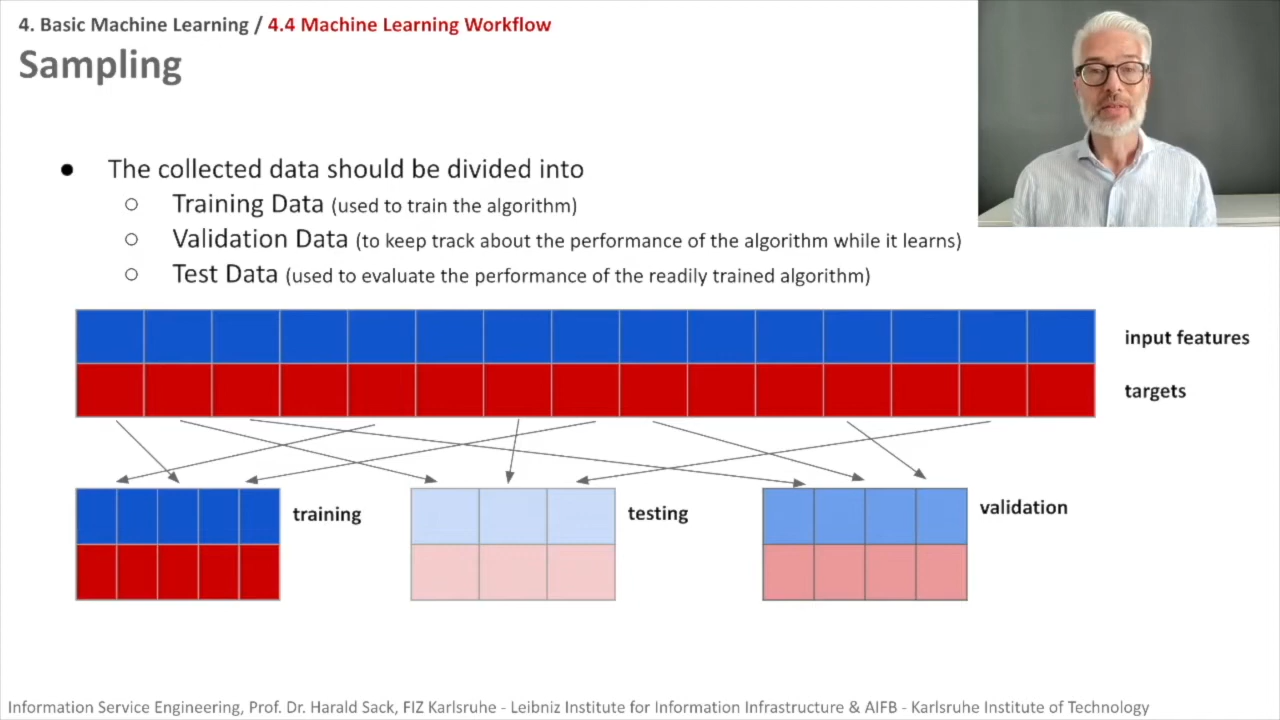 4. Basic Machine Learning / 4.4 Machine Learning Workflow
Sampling
● The collected data should be divided into
○ Training Data (used to train the algorithm)
○ Validation Data (to keep track about the performance of the algorithm while it learns)
○ Test Data (used to evaluate the performance of the readily trained algorithm)
input features
targets
training
testing
validation
Information Service Engineering, Prof. Dr. Harald Sack, FIZ Karlsruhe - Leibniz Institute for Information Infrastructure & AIFB - Karlsruhe Institute of Technology